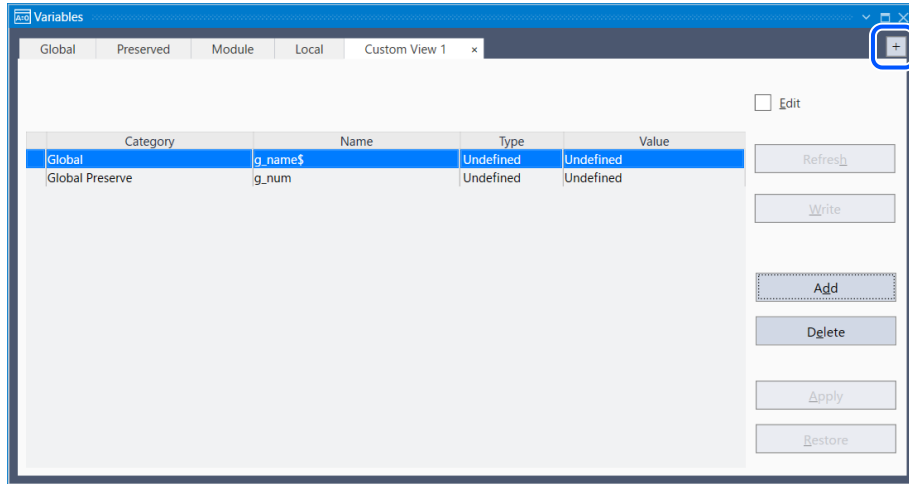 A=0 Variables
Global Preserved Module Local Custom View 1 × +
Edit
Category Name Type Value
Global g_name$ Undefined Undefined
Global Preserve g_num Undefined Undefined
Refresh
Write
Add
Delete
Apply
Restore